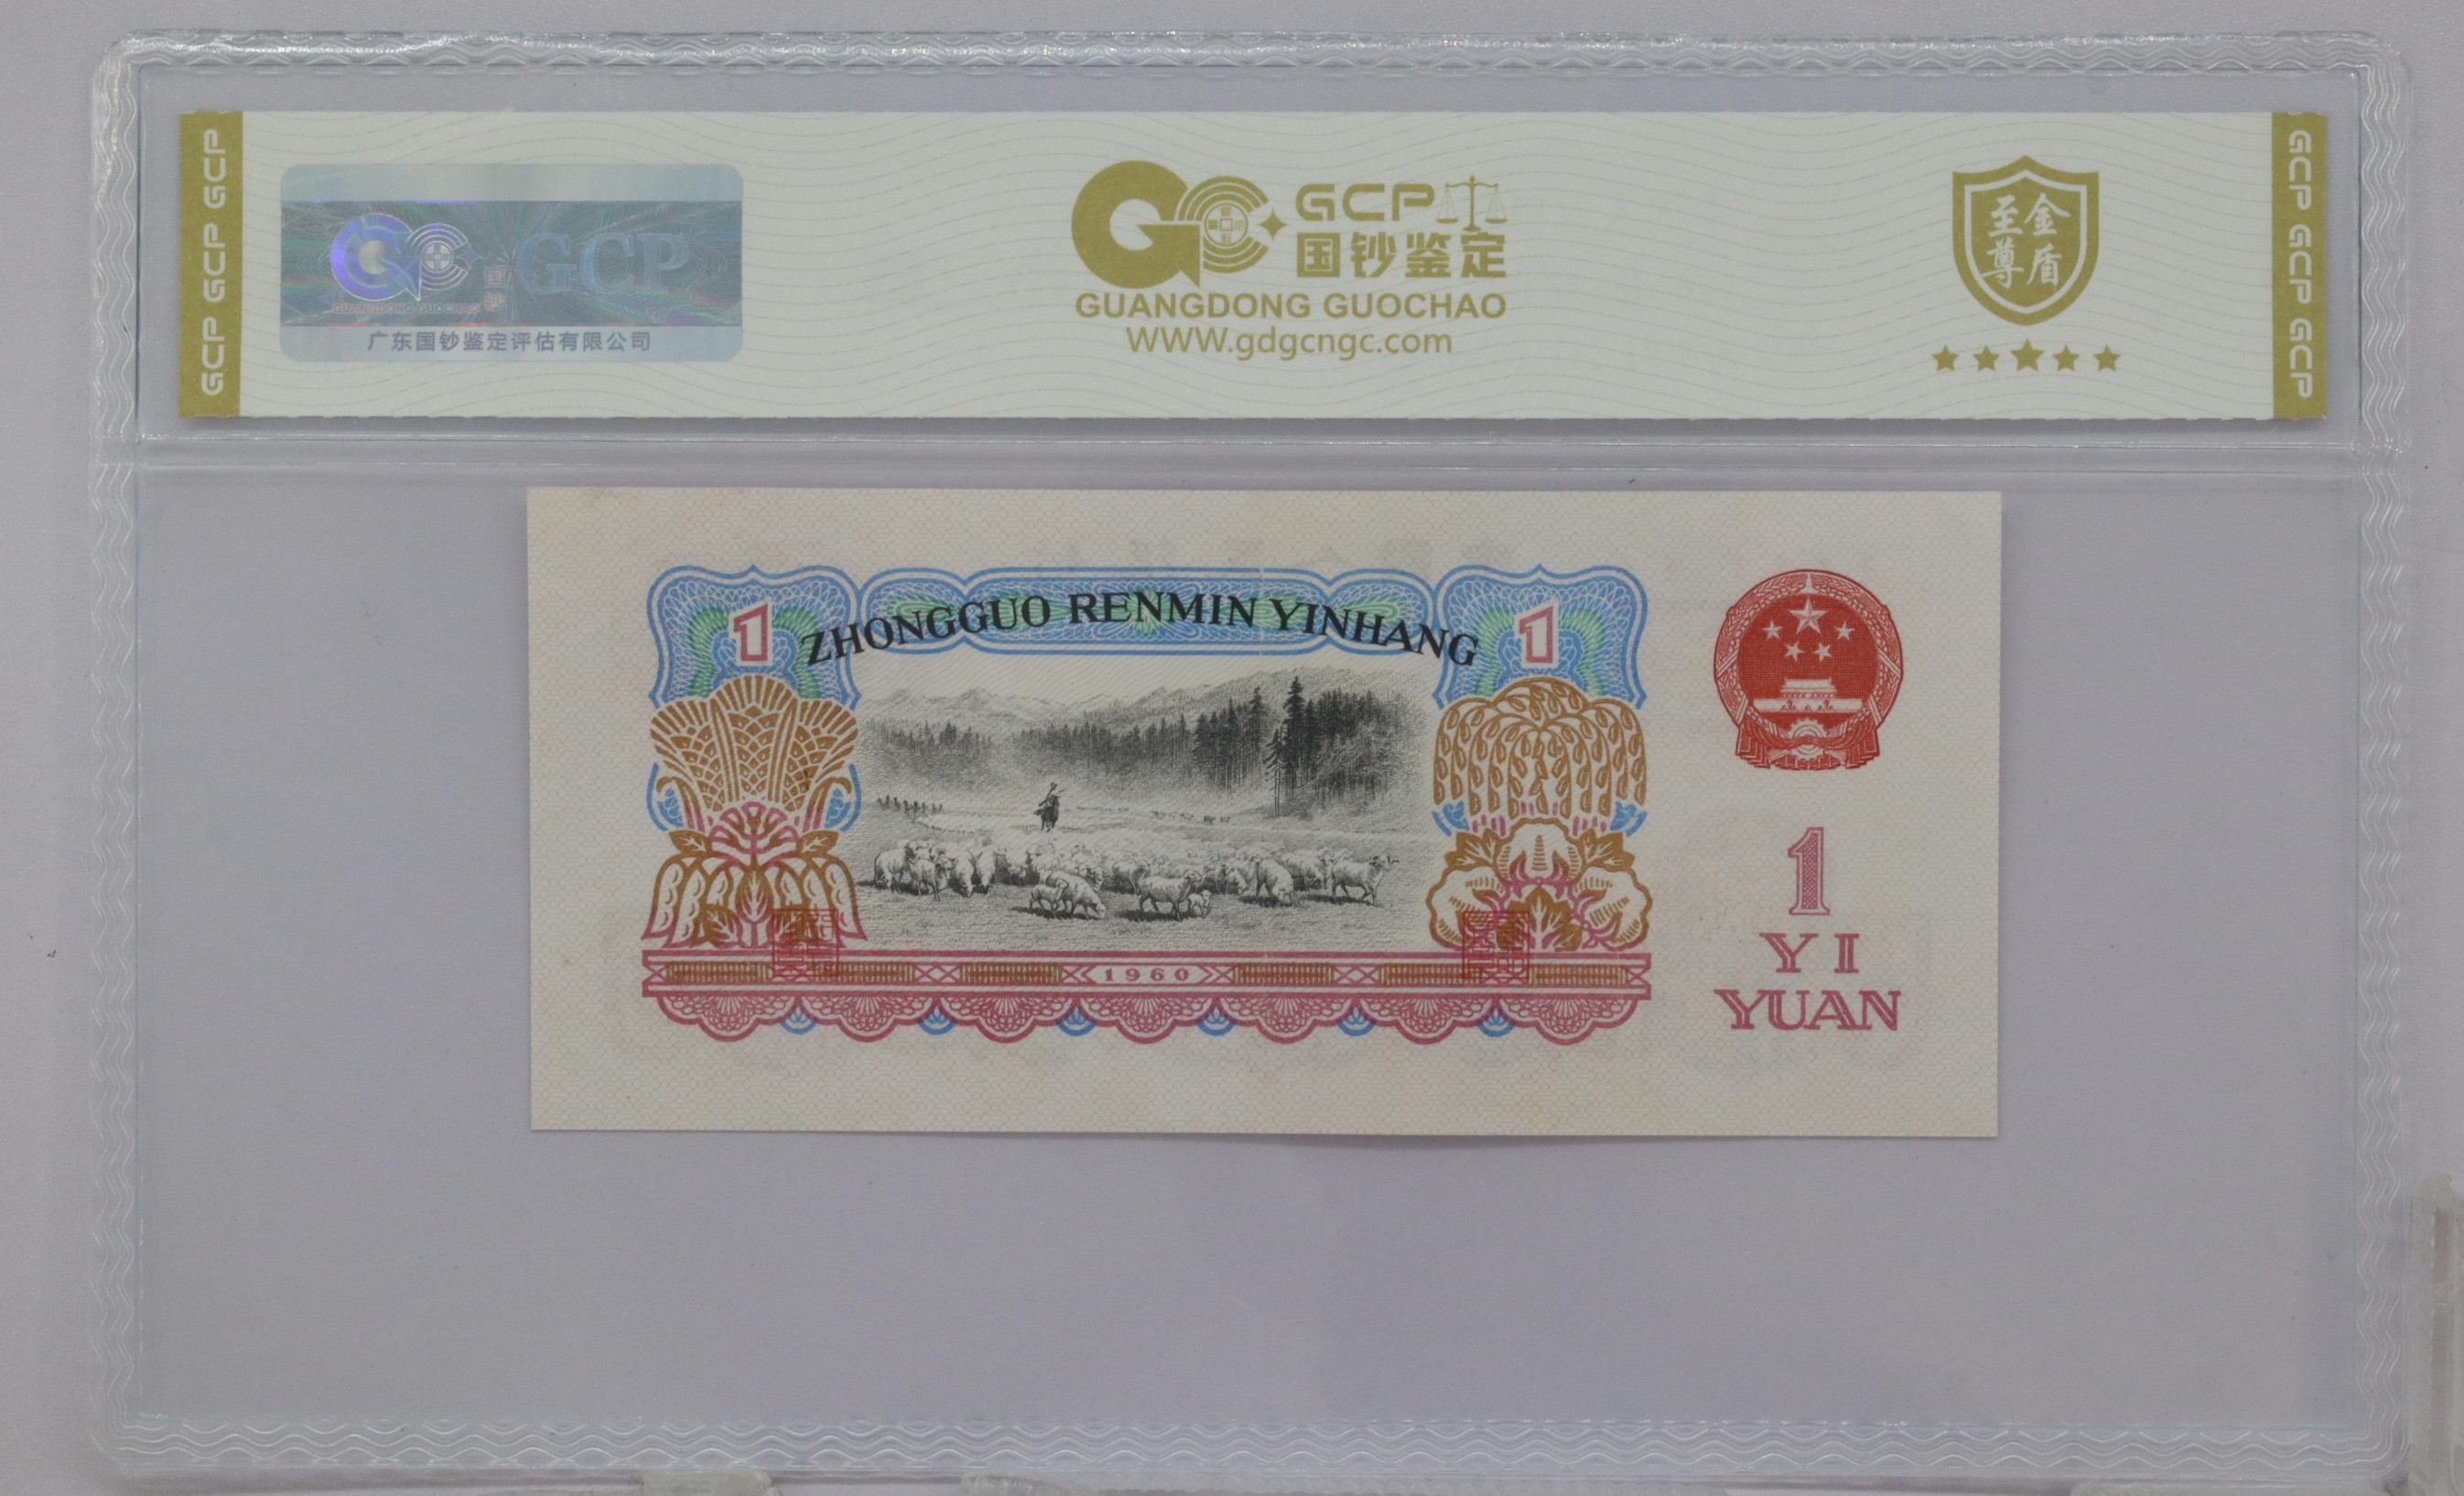 GCP GCP GCP
GCP
GUANGDONG GUOCHAO
广东国钞鉴定评估有限公司
GCP
国钞鉴定
GUANGDONG GUOCHAO
WWW.gdgcngc.com
至金
尊盾
GCP GCP GCP
ZHONGGUO RENMIN YINHANG
1
1
1960
1
YI
YUAN